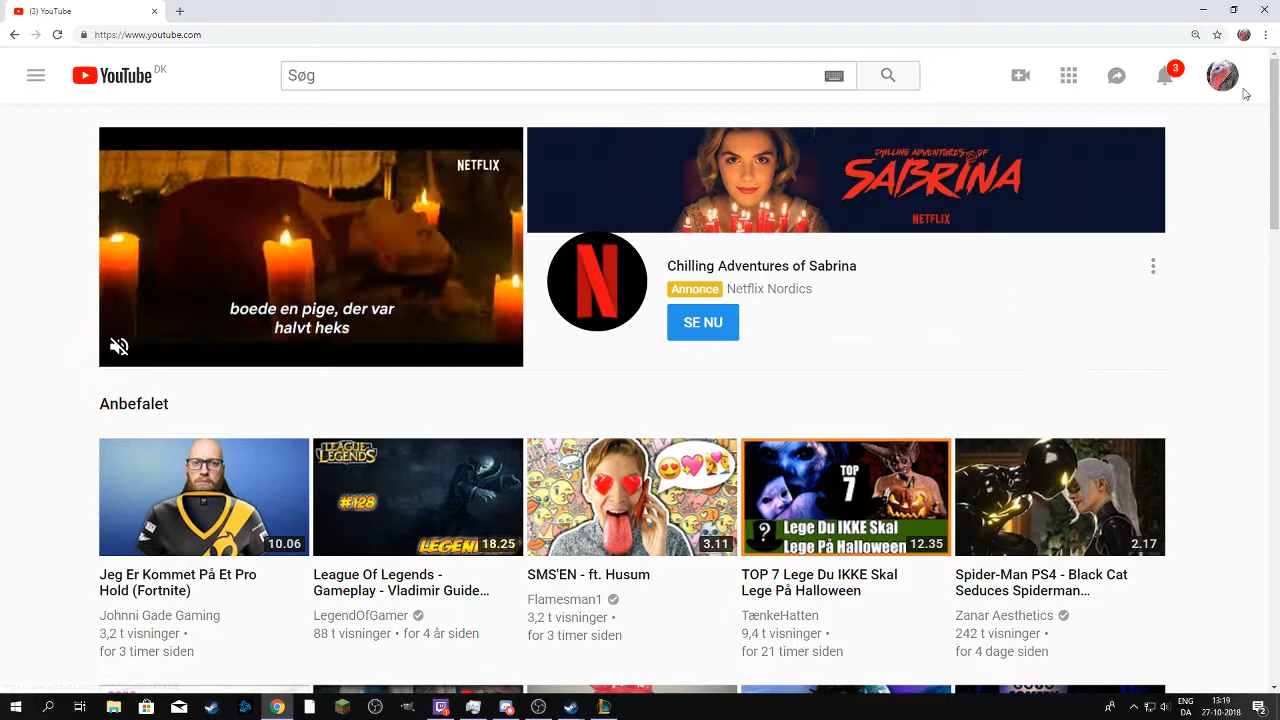 (3) YouTube
https://www.youtube.com
YouTube DK
Søg
3
NETFLIX
boede en pige, der var
halvt heks
CHILLING ADVENTURES OF
SABRINA
NETFLIX
N
Chilling Adventures of Sabrina
Annonce Netflix Nordics
SE NU
Anbefalet
10.06
LEAGUE OF LEGENDS
#128
18.25
3.11
TOP
7
Lege Du IKKE Skal
Lege På Halloween
?
12.35
2.17
Jeg Er Kommet På Et Pro
Hold (Fortnite)
Johnni Gade Gaming
3,2 t visninger •
for 3 timer siden
League Of Legends -
Gameplay - Vladimir Guide…
LegendOfGamer
88 t visninger • for 4 år siden
SMS'EN - ft. Husum
Flamesman1
3,2 t visninger •
for 3 timer siden
TOP 7 Lege Du IKKE Skal
Lege På Halloween
TænkeHatten
9,4 t visninger •
for 21 timer siden
Spider-Man PS4 - Black Cat
Seduces Spiderman…
Zanar Aesthetics
242 t visninger •
for 4 dage siden
ENG
DA
13:19
27-10-2018
2